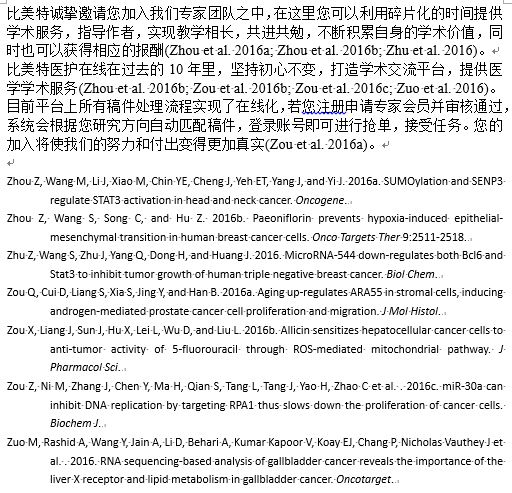 比美特诚挚邀请您加入我们专家团队之中,在这里您可以利用碎片化的时间提供
学术服务，指导作者，实现教学相长，共进共勉，不断积累自身的学术价值，同
时也可以获得相应的报酬(Zhou et al. 2016a; Zhou et al. 2016b; Zhu et al. 2016)。
比美特医护在线在过去的 10 年里，坚持初心不变，打造学术交流平台，提供医
学学术服务(Zhou et al. 2016b; Zou et al. 2016b; Zou et al. 2016c; Zuo et al. 2016)。
目前平台上所有稿件处理流程实现了在线化,若您注册申请专家会员并审核通过，
系统会根据您研究方向自动匹配稿件，登录账号即可进行抢单，接受任务。您的
加入将使我们的努力和付出变得更加真实(Zou et al. 2016a)。
Zhou Z, Wang M, Li J, Xiao M, Chin YE, Cheng J, Yeh ET, Yang J, and Yi J. 2016a. SUMOylation and SENP3
regulate STAT3 activation in head and neck cancer. Oncogene.
Zhou Z, Wang S, Song C, and Hu Z. 2016b. Paeoniflorin prevents hypoxia-induced epithelial-
mesenchymal transition in human breast cancer cells. Onco Targets Ther 9:2511-2518.
Zhu Z, Wang S, Zhu J, Yang Q, Dong H, and Huang J. 2016. MicroRNA-544 down-regulates both Bcl6 and
Stat3 to inhibit tumor growth of human triple negative breast cancer. Biol Chem.
Zou Q, Cui D, Liang S, Xia S, Jing Y, and Han B. 2016a. Aging up-regulates ARA55 in stromal cells, inducing
androgen-mediated prostate cancer cell proliferation and migration. J Mol Histol.
Zou X, Liang J, Sun J, Hu X, Lei L, Wu D, and Liu L. 2016b. Allicin sensitizes hepatocellular cancer cells to
anti-tumor activity of 5-fluorouracil through ROS-mediated mitochondrial pathway. J
Pharmacol Sci.
Zou Z, Ni M, Zhang J, Chen Y, Ma H, Qian S, Tang L, Tang J, Yao H, Zhao C et al. . 2016c. miR-30a can
inhibit DNA replication by targeting RPA1 thus slows down the proliferation of cancer cells.
Biochem J.
Zuo M, Rashid A, Wang Y, Jain A, Li D, Behari A, Kumar Kapoor V, Koay EJ, Chang P, Nicholas Vauthey J et
al. . 2016. RNA sequencing-based analysis of gallbladder cancer reveals the importance of the
liver X receptor and lipid metabolism in gallbladder cancer. Oncotarget.